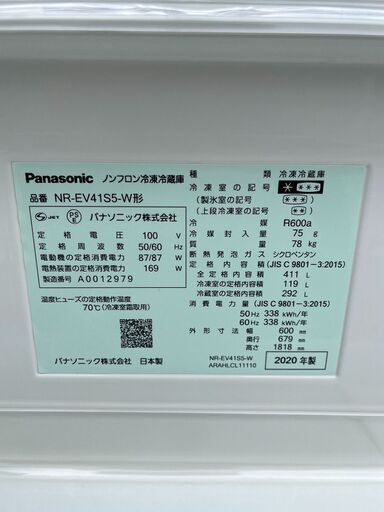 Panasonic ノンフロン冷凍冷蔵庫
品番 NR-EV41S5-W形
JET PSE パナソニック株式会社
定格電圧 100 V
定格周波数 50/60 Hz
電動機の定格消費電力 87/87 W
電熱装置の定格消費電力 169 W
製造番号 A0012979
温度ヒューズの定格動作温度
70℃(冷凍室霜取用)
パナソニック株式会社 日本製
種類 冷凍冷蔵庫
冷凍室の記号 ****
(製氷室の記号) (***)
(上段冷凍室の記号) (**)
冷媒 R600a
冷媒封入量 75 g
質量 78 kg
断熱発泡ガス シクロペンタン
定格内容積(JIS C 9801-3:2015)
全定格内容積 411 L
冷凍室の定格内容積 119 L
冷蔵室の定格内容積 292 L
消費電力量(JIS C 9801-3:2015)
50Hz 338 kWh/年
60Hz 338 kWh/年
外形寸法 幅 600 mm
奥行 679 mm
高さ 1818 mm
NR-EV41S5-W
ARAHLCL11110
2020年製